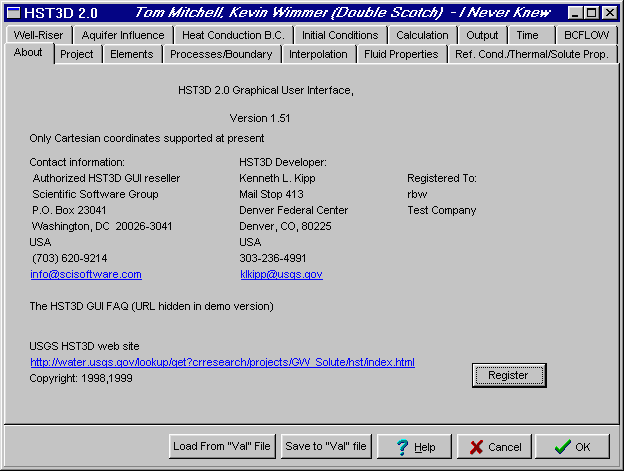 HST3D 2.0 Tom Mitchell, Kevin Wimmer (Double Scotch) - I Never Knew
Well-Riser Aquifer Influence Heat Conduction B.C. Initial Conditions Calculation Output Time BCFLOW
About Project Elements Processes/Boundary Interpolation Fluid Properties Ref. Cond./Thermal/Solute Prop.
HST3D 2.0 Graphical User Interface,
Version 1.51
Only Cartesian coordinates supported at present
Contact information: HST3D Developer:
Authorized HST3D GUI reseller Kenneth L. Kipp Registered To:
Scientific Software Group Mail Stop 413 rbw
P.O. Box 23041 Denver Federal Center Test Company
Washington, DC 20026-3041 Denver, CO, 80225
USA USA
(703) 620-9214 303-236-4991
info@scisoftware.com klkipp@usgs.gov
The HST3D GUI FAQ (URL hidden in demo version)
USGS HST3D web site
http://water.usgs.gov/lookup/get?crresearch/projects/GW_Solute/hst/index.html
Copyright: 1998,1999
Register
Load From "Val" File Save to "Val" file ? Help Cancel OK